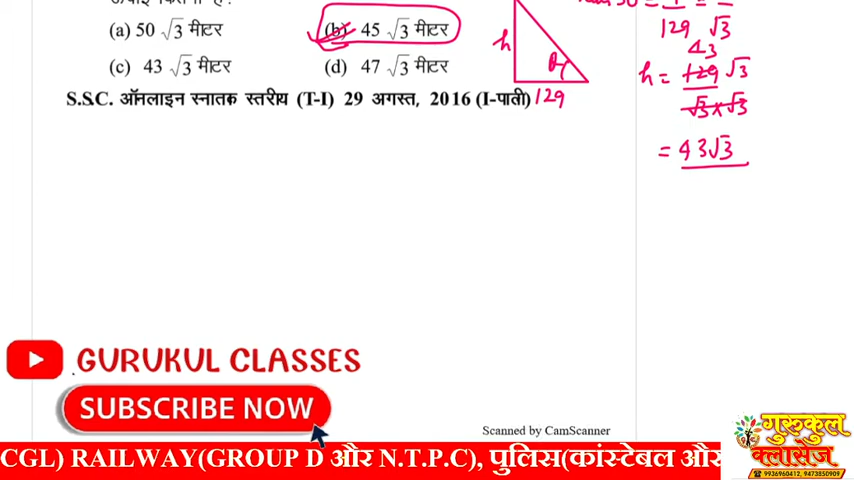 (a) 50 √3 मीटर
(b) 45 √3 मीटर
(c) 43 √3 मीटर
(d) 47 √3 मीटर
S.S.C. ऑनलाइन स्नातक स्तरीय (T-I) 29 अगस्त, 2016 (I-पाली)
h
θ
129
129 √3
43
h = 129 √3
√3 × √3
= 43√3
GURUKUL CLASSES
SUBSCRIBE NOW
Scanned by CamScanner
CGL) RAILWAY(GROUP D और N.T.P.C), पुलिस(कांस्टेबल और
गुरुकुल
क्लासेज
9936960412, 9473850909